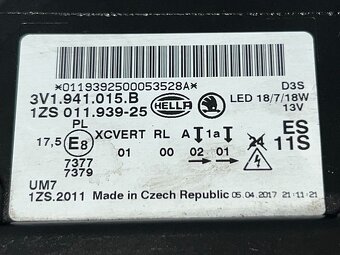 *0119392500053528A*
D3S
3V1.941.015.B
HELLA
LED 18/7/18W
1ZS 011.939-25
13V
PL
17,5 E8 XCVERT RL A 1a ES
01 00 02 01 24 11S
7377
7379
UM7
1ZS.2011 Made in Czech Republic 05.04.2017 21:11:21